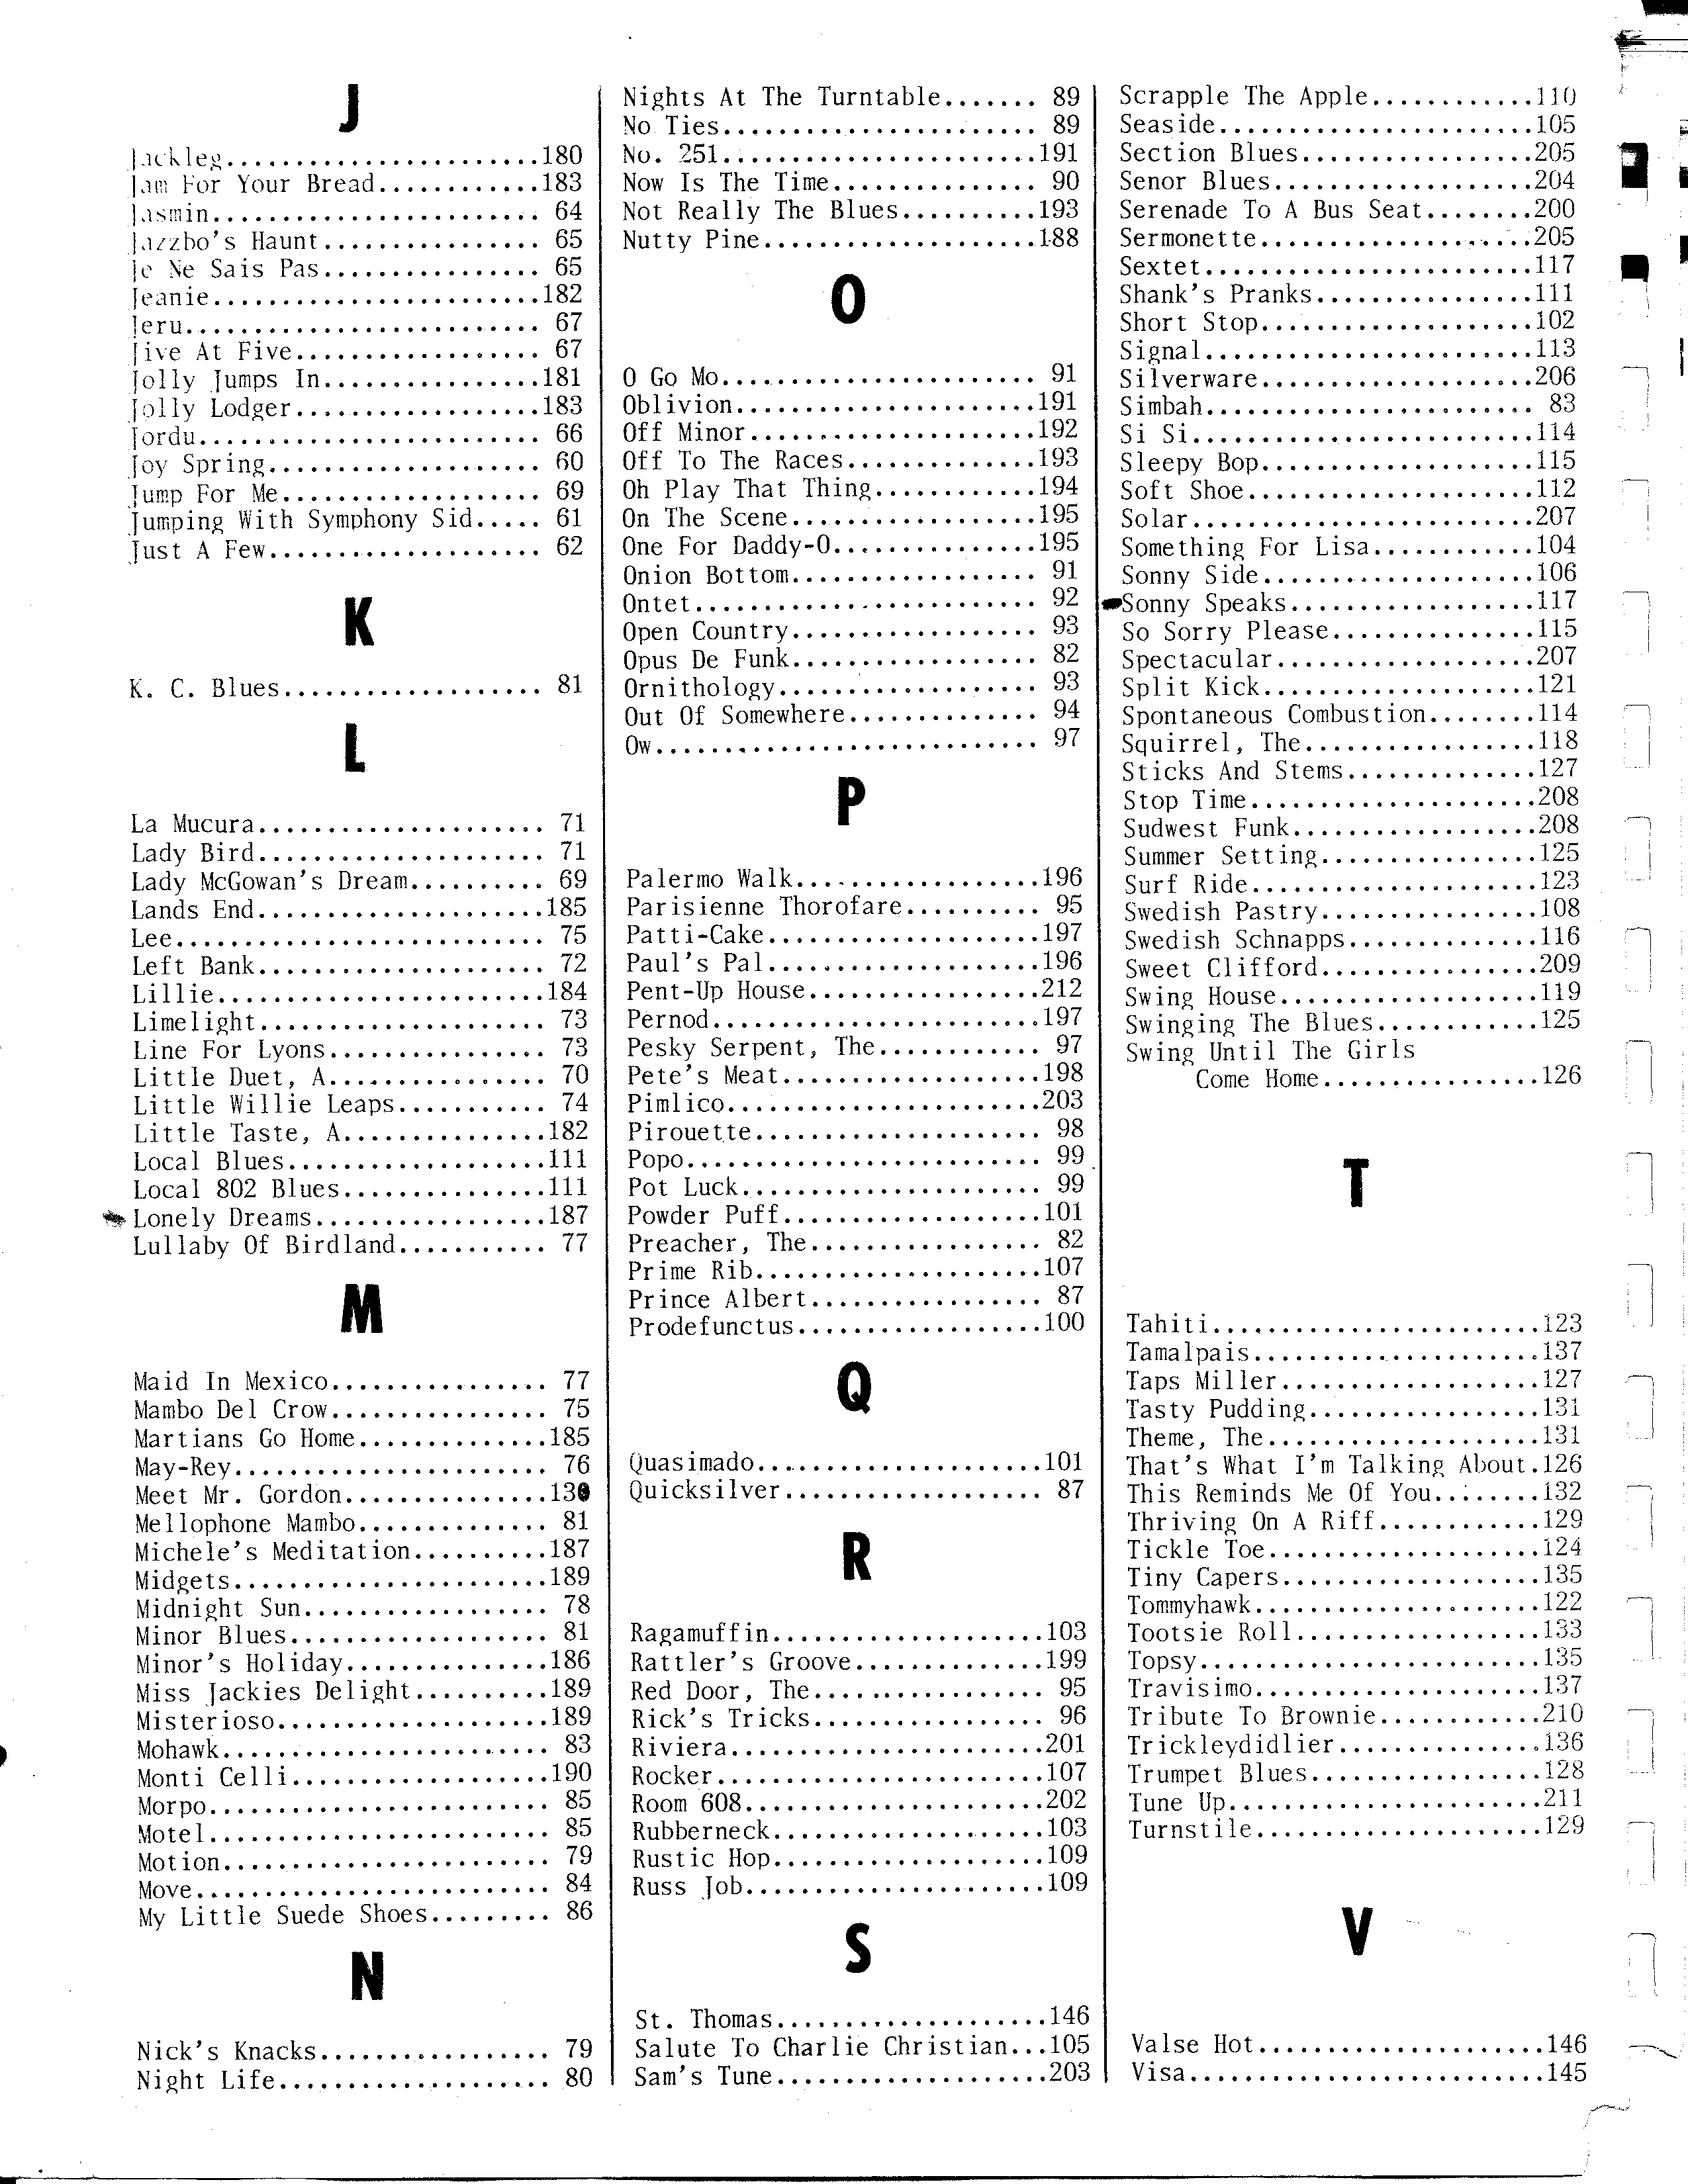 J
Jackleg.......................180
Jam For Your Bread............183
Jasmin........................ 64
Jazzbo's Haunt................ 65
Je Ne Sais Pas................ 65
Jeanie........................182
Jeru.......................... 67
Jive At Five.................. 67
Jolly Jumps In................181
Jolly Lodger..................183
Jordu......................... 66
Joy Spring.................... 60
Jump For Me................... 69
Jumping With Symphony Sid..... 61
Just A Few.................... 62
K
K. C. Blues................... 81
L
La Mucura..................... 71
Lady Bird..................... 71
Lady McGowan's Dream.......... 69
Lands End.....................185
Lee........................... 75
Left Bank..................... 72
Lillie........................184
Limelight..................... 73
Line For Lyons................ 73
Little Duet, A................ 70
Little Willie Leaps........... 74
Little Taste, A...............182
Local Blues...................111
Local 802 Blues...............111
Lonely Dreams.................187
Lullaby Of Birdland........... 77
M
Maid In Mexico................ 77
Mambo Del Crow................ 75
Martians Go Home..............185
May-Rey....................... 76
Meet Mr. Gordon...............130
Mellophone Mambo.............. 81
Michele's Meditation..........187
Midgets.......................189
Midnight Sun.................. 78
Minor Blues................... 81
Minor's Holiday...............186
Miss Jackies Delight..........189
Misterioso....................189
Mohawk........................ 83
Monti Celli...................190
Morpo......................... 85
Motel......................... 85
Motion........................ 79
Move.......................... 84
My Little Suede Shoes......... 86
N
Nick's Knacks................. 79
Night Life.................... 80
Nights At The Turntable....... 89
No Ties....................... 89
No. 251.......................191
Now Is The Time............... 90
Not Really The Blues..........193
Nutty Pine....................188
O
O Go Mo....................... 91
Oblivion......................191
Off Minor.....................192
Off To The Races..............193
Oh Play That Thing............194
On The Scene..................195
One For Daddy-O...............195
Onion Bottom.................. 91
Ontet......................... 92
Open Country.................. 93
Opus De Funk.................. 82
Ornithology................... 93
Out Of Somewhere.............. 94
Ow............................ 97
P
Palermo Walk..................196
Parisienne Thorofare.......... 95
Patti-Cake....................197
Paul's Pal....................196
Pent-Up House.................212
Pernod........................197
Pesky Serpent, The............ 97
Pete's Meat...................198
Pimlico.......................203
Pirouette..................... 98
Popo.......................... 99
Pot Luck...................... 99
Powder Puff...................101
Preacher, The................. 82
Prime Rib.....................107
Prince Albert................. 87
Prodefunctus..................100
Q
Quasimado.....................101
Quicksilver................... 87
R
Ragamuffin....................103
Rattler's Groove..............199
Red Door, The................. 95
Rick's Tricks................. 96
Riviera.......................201
Rocker........................107
Room 608......................202
Rubberneck....................103
Rustic Hop....................109
Russ Job......................109
S
St. Thomas....................146
Salute To Charlie Christian...105
Sam's Tune....................203
Scrapple The Apple............110
Seaside.......................105
Section Blues.................205
Senor Blues...................204
Serenade To A Bus Seat........200
Sermonette....................205
Sextet........................117
Shank's Pranks................111
Short Stop....................102
Signal........................113
Silverware....................206
Simbah........................ 83
Si Si.........................114
Sleepy Bop....................115
Soft Shoe.....................112
Solar.........................207
Something For Lisa............104
Sonny Side....................106
Sonny Speaks..................117
So Sorry Please...............115
Spectacular...................207
Split Kick....................121
Spontaneous Combustion........114
Squirrel, The.................118
Sticks And Stems..............127
Stop Time.....................208
Sudwest Funk..................208
Summer Setting................125
Surf Ride.....................123
Swedish Pastry................108
Swedish Schnapps..............116
Sweet Clifford................209
Swing House...................119
Swinging The Blues............125
Swing Until The Girls
Come Home................126
T
Tahiti........................123
Tamalpais.....................137
Taps Miller...................127
Tasty Pudding.................131
Theme, The....................131
That's What I'm Talking About.126
This Reminds Me Of You........132
Thriving On A Riff............129
Tickle Toe....................124
Tiny Capers...................135
Tommyhawk.....................122
Tootsie Roll..................133
Topsy.........................135
Travisimo.....................137
Tribute To Brownie............210
Trickleydidlier...............136
Trumpet Blues.................128
Tune Up.......................211
Turnstile.....................129
V
Valse Hot.....................146
Visa..........................145